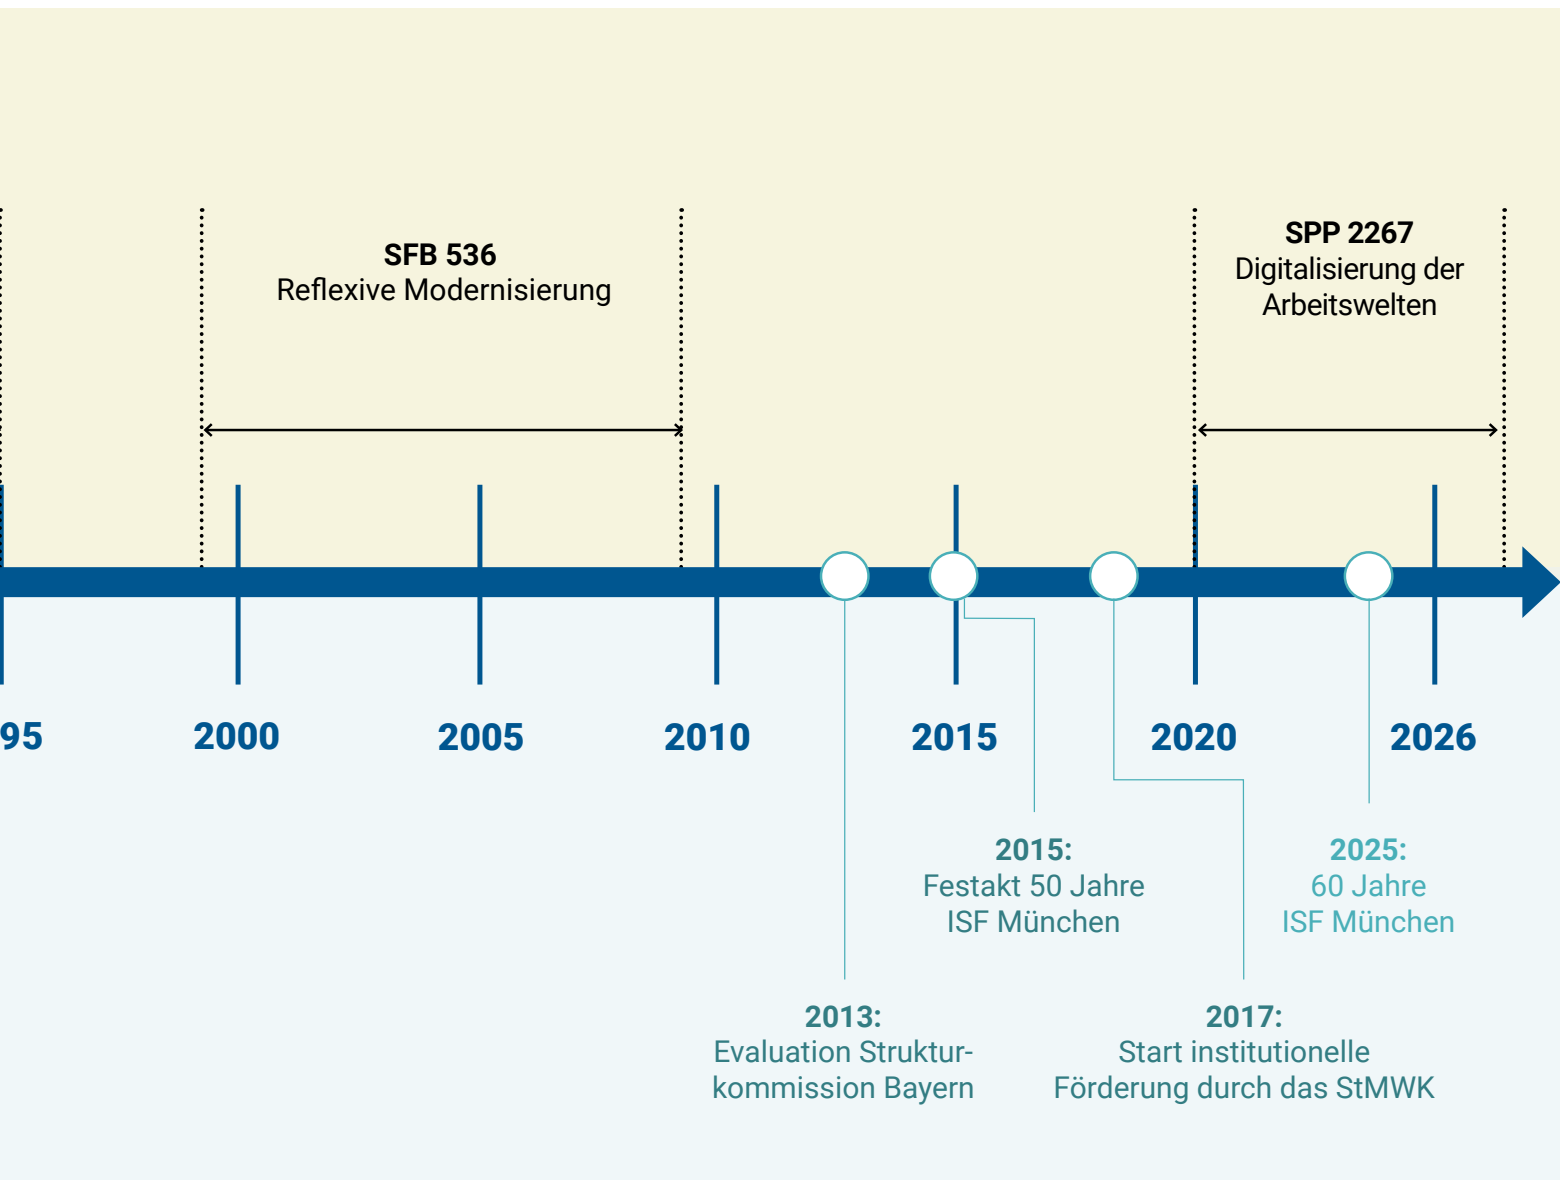 SFB 536
Reflexive Modernisierung
SPP 2267
Digitalisierung der
Arbeitswelten
95
2000
2005
2010
2015
2020
2026
2015:
Festakt 50 Jahre
ISF München
2025:
60 Jahre
ISF München
2013:
Evaluation Struktur-
kommission Bayern
2017:
Start institutionelle
Förderung durch das StMWK